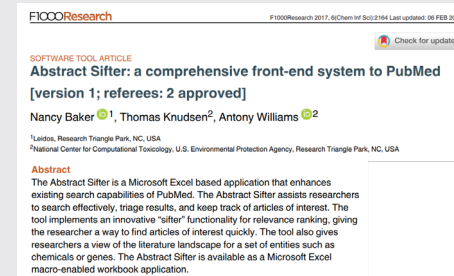 F1000Research
F1000Research 2017, 6(Chem Inf Sci):2164 Last updated: 06 FEB 20
Check for update
SOFTWARE TOOL ARTICLE
Abstract Sifter: a comprehensive front-end system to PubMed
[version 1; referees: 2 approved]
Nancy Baker iD 1, Thomas Knudsen2, Antony Williams iD 2
1Leidos, Research Triangle Park, NC, USA
2National Center for Computational Toxicology, U.S. Environmental Protection Agency, Research Triangle Park, NC, USA
Abstract
The Abstract Sifter is a Microsoft Excel based application that enhances
existing search capabilities of PubMed. The Abstract Sifter assists researchers
to search effectively, triage results, and keep track of articles of interest. The
tool implements an innovative “sifter” functionality for relevance ranking, giving
the researcher a way to find articles of interest quickly. The tool also gives
researchers a view of the literature landscape for a set of entities such as
chemicals or genes. The Abstract Sifter is available as a Microsoft Excel
macro-enabled workbook application.